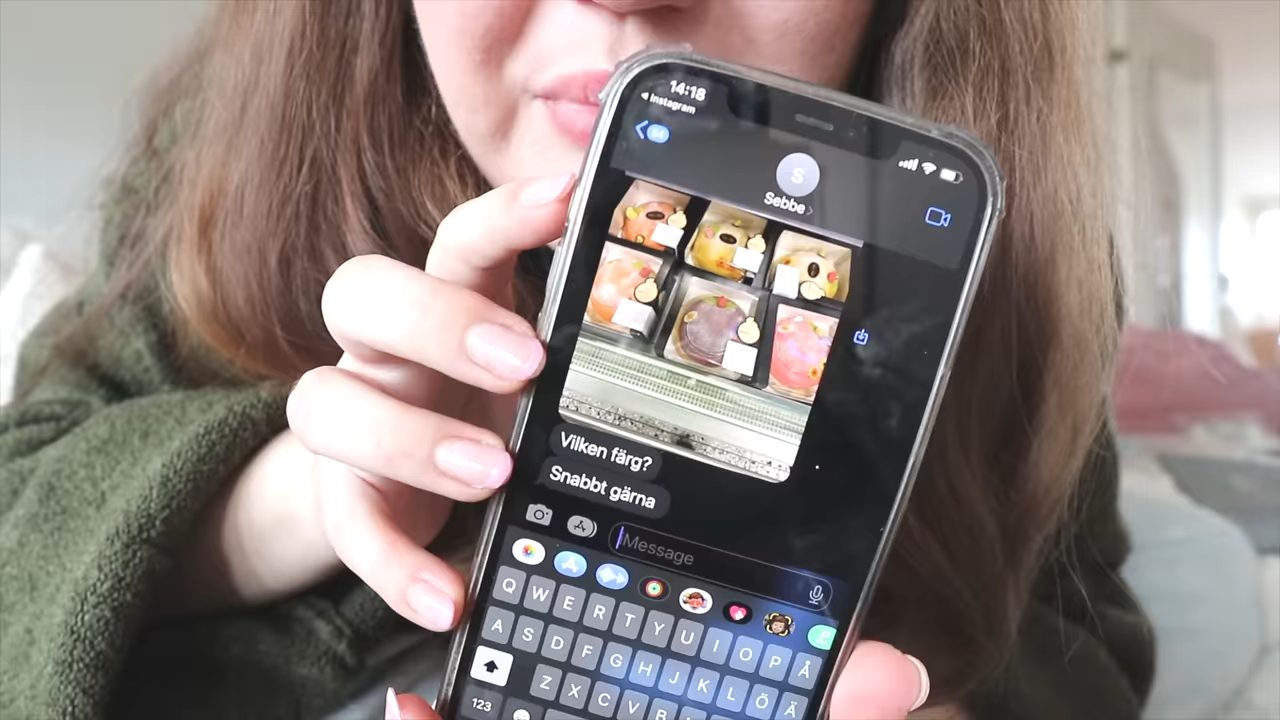 14:18
◀ Instagram
S
Sebbe
Vilken färg?
Snabbt gärna
Message
Q W E R T Y U I O P Å
A S D F G H J K L Ö Ä
Z X C V B
123